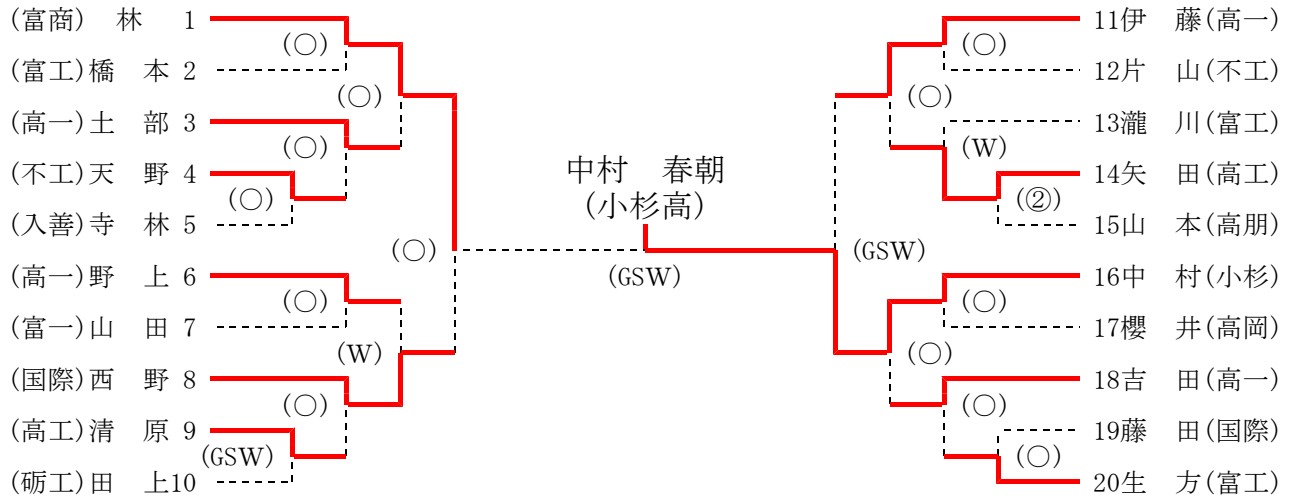 (富商) 林 1
(○)
(富工)橋 本 2
(○)
(高一)土 部 3
(○)
(不工)天 野 4
(○)
(入善)寺 林 5
(○)
(高一)野 上 6
(○)
(富一)山 田 7
(W)
(国際)西 野 8
(○)
(高工)清 原 9
(GSW)
(砺工)田 上10
中村 春朝
(小杉高)
(GSW)
11伊 藤(高一)
(○)
12片 山(不工)
(○)
13瀧 川(富工)
(W)
14矢 田(高工)
(②)
15山 本(高朋)
(GSW)
16中 村(小杉)
(○)
17櫻 井(高岡)
(○)
18吉 田(高一)
(○)
19藤 田(国際)
(○)
20生 方(富工)